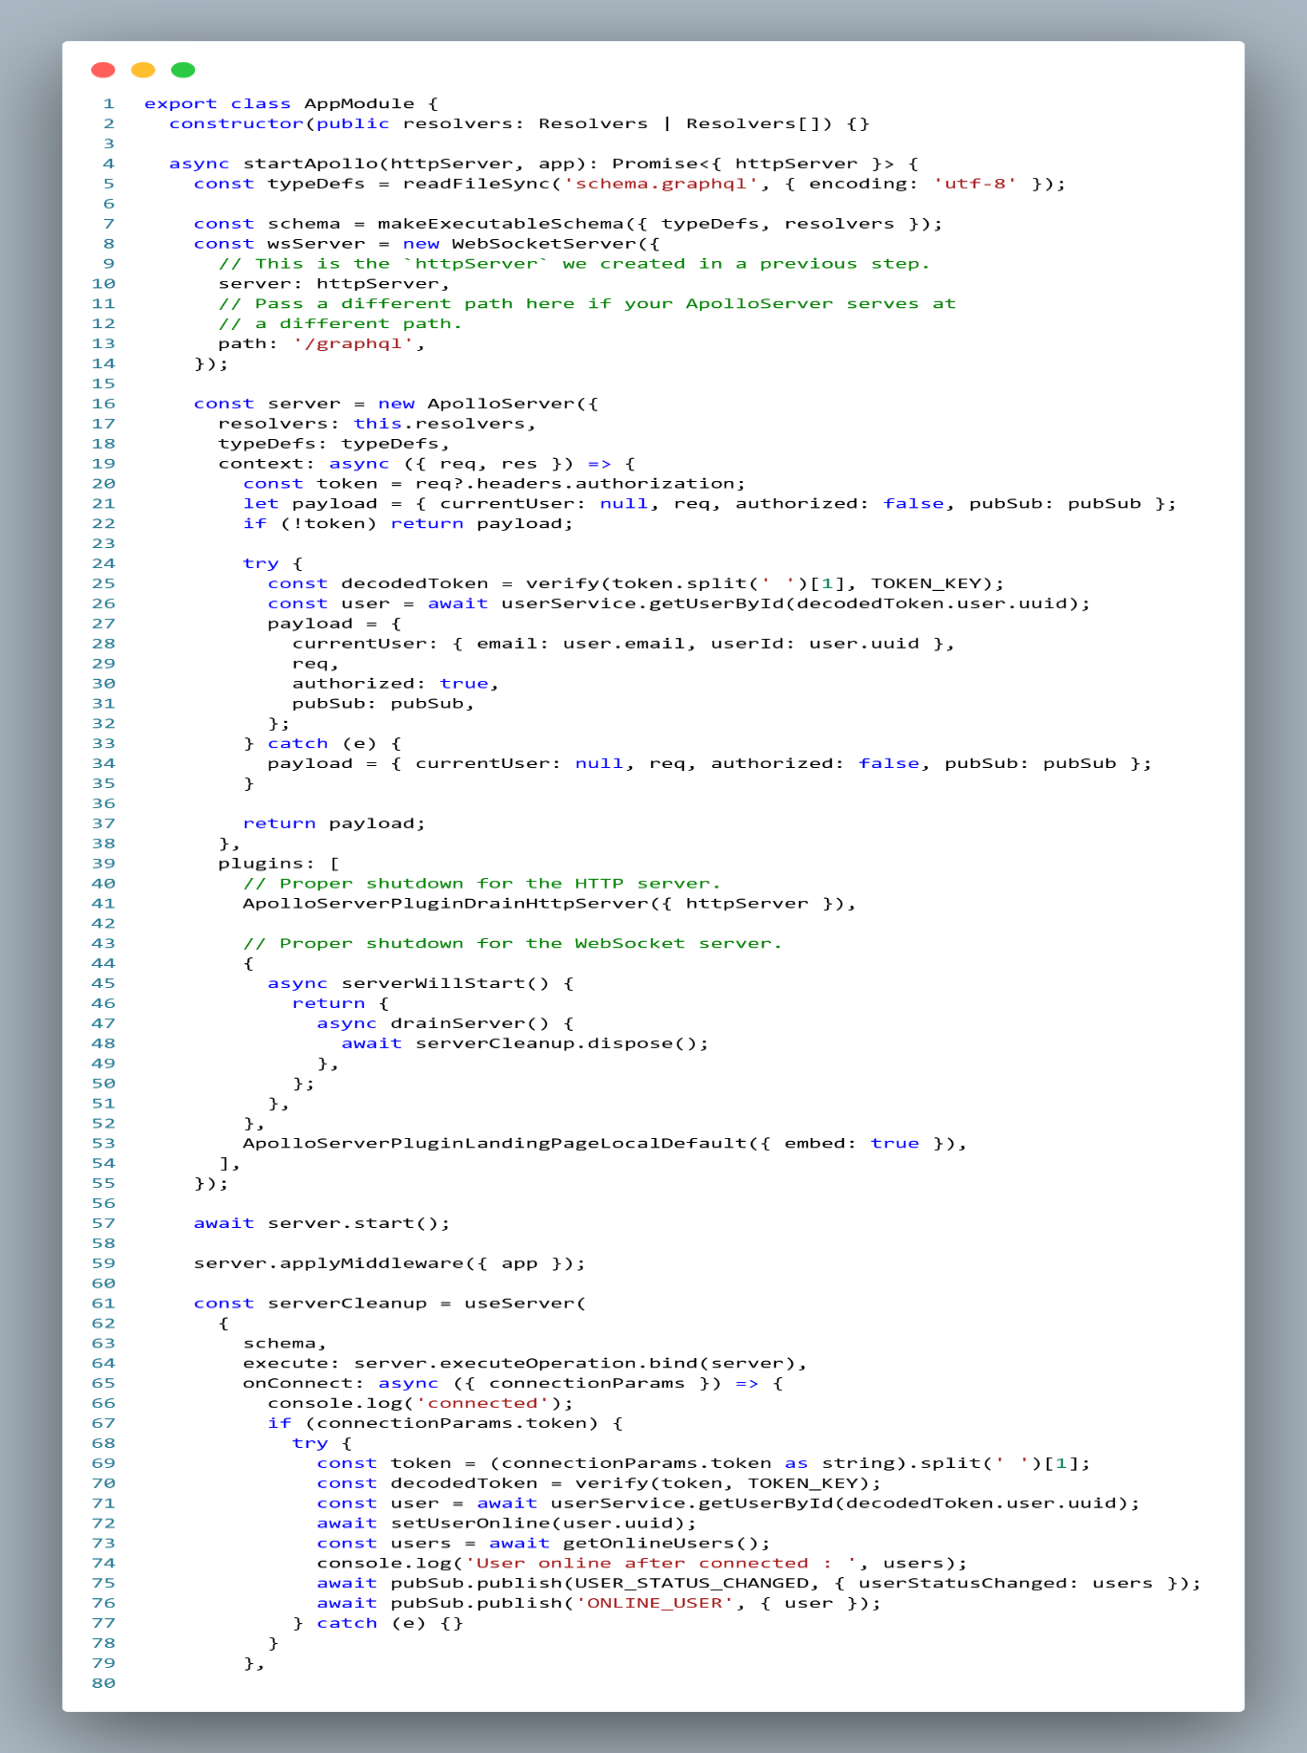 1 export class AppModule {
2 constructor(public resolvers: Resolvers | Resolvers[]) {}
3
4 async startApollo(httpServer, app): Promise<{ httpServer }> {
5 const typeDefs = readFileSync('schema.graphql', { encoding: 'utf-8' });
6
7 const schema = makeExecutableSchema({ typeDefs, resolvers });
8 const wsServer = new WebSocketServer({
9 // This is the `httpServer` we created in a previous step.
10 server: httpServer,
11 // Pass a different path here if your ApolloServer serves at
12 // a different path.
13 path: '/graphql',
14 });
15
16 const server = new ApolloServer({
17 resolvers: this.resolvers,
18 typeDefs: typeDefs,
19 context: async ({ req, res }) => {
20 const token = req?.headers.authorization;
21 let payload = { currentUser: null, req, authorized: false, pubSub: pubSub };
22 if (!token) return payload;
23
24 try {
25 const decodedToken = verify(token.split(' ')[1], TOKEN_KEY);
26 const user = await userService.getUserById(decodedToken.user.uuid);
27 payload = {
28 currentUser: { email: user.email, userId: user.uuid },
29 req,
30 authorized: true,
31 pubSub: pubSub,
32 };
33 } catch (e) {
34 payload = { currentUser: null, req, authorized: false, pubSub: pubSub };
35 }
36
37 return payload;
38 },
39 plugins: [
40 // Proper shutdown for the HTTP server.
41 ApolloServerPluginDrainHttpServer({ httpServer }),
42
43 // Proper shutdown for the WebSocket server.
44 {
45 async serverWillStart() {
46 return {
47 async drainServer() {
48 await serverCleanup.dispose();
49 },
50 };
51 },
52 },
53 ApolloServerPluginLandingPageLocalDefault({ embed: true }),
54 ],
55 });
56
57 await server.start();
58
59 server.applyMiddleware({ app });
60
61 const serverCleanup = useServer(
62 {
63 schema,
64 execute: server.executeOperation.bind(server),
65 onConnect: async ({ connectionParams }) => {
66 console.log('connected');
67 if (connectionParams.token) {
68 try {
69 const token = (connectionParams.token as string).split(' ')[1];
70 const decodedToken = verify(token, TOKEN_KEY);
71 const user = await userService.getUserById(decodedToken.user.uuid);
72 await setUserOnline(user.uuid);
73 const users = await getOnlineUsers();
74 console.log('User online after connected : ', users);
75 await pubSub.publish(USER_STATUS_CHANGED, { userStatusChanged: users });
76 await pubSub.publish('ONLINE_USER', { user });
77 } catch (e) {}
78 }
79 },
80